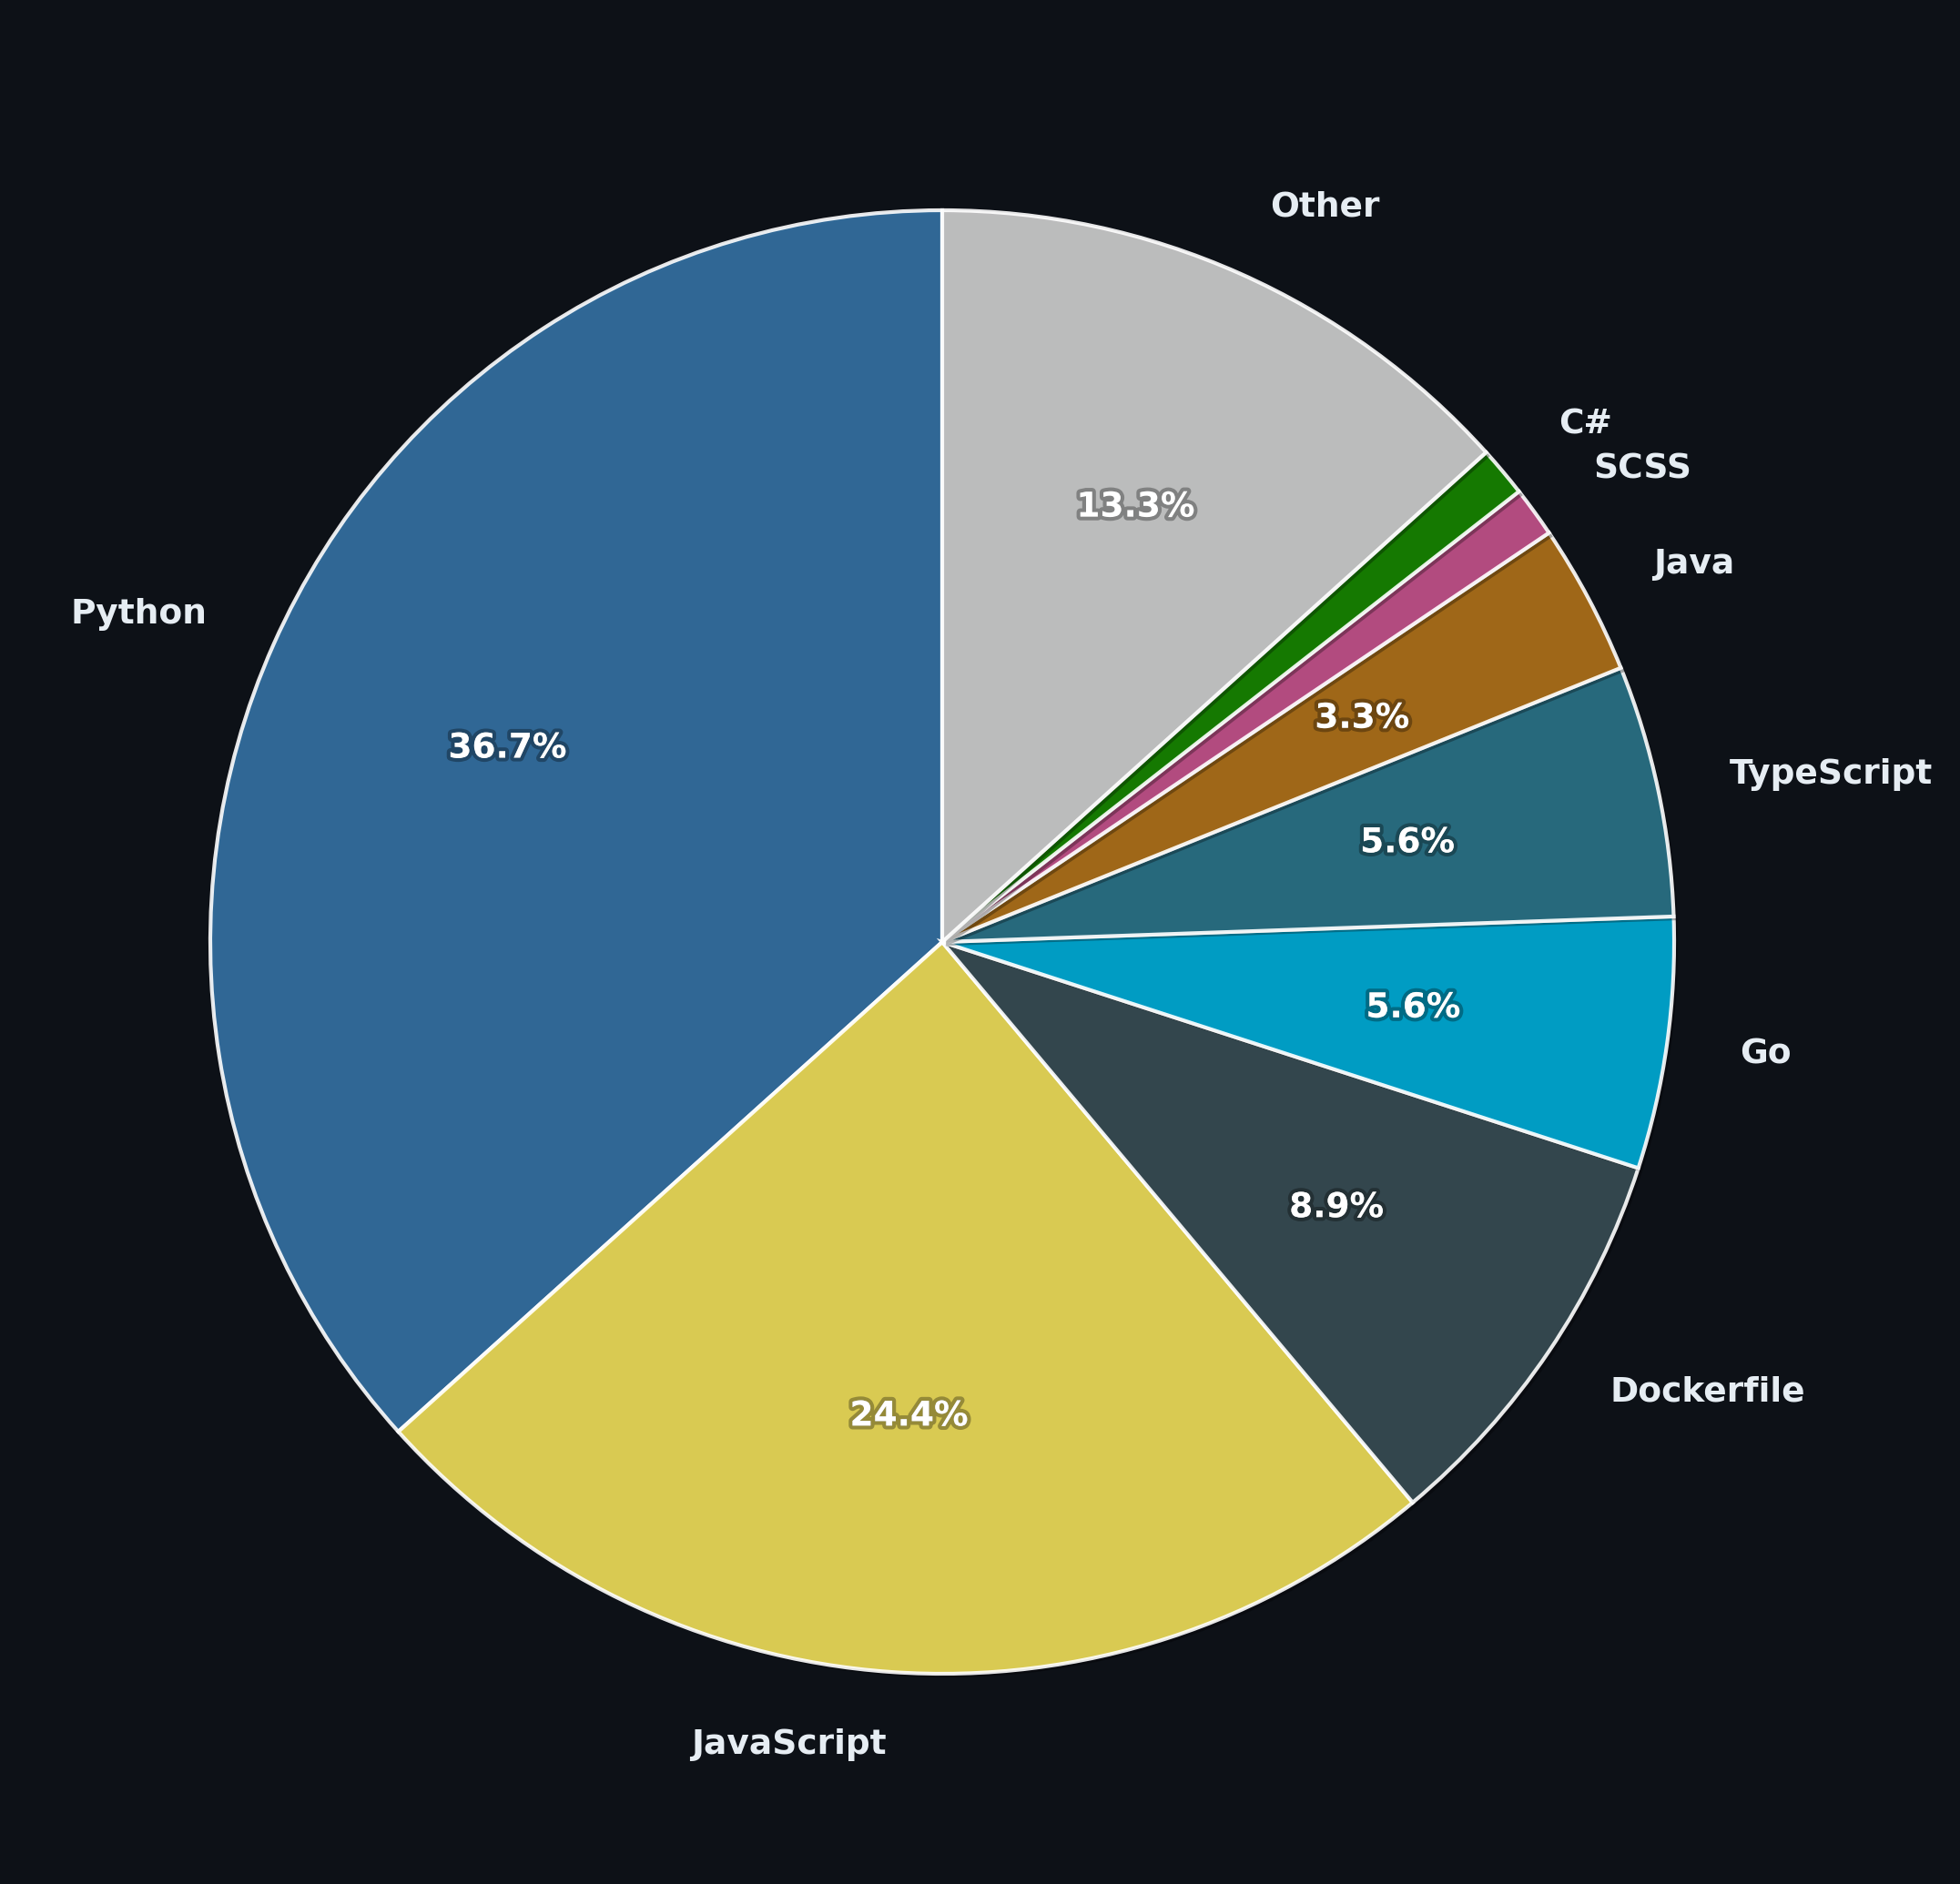 Other
C#
SCSS
13.3%
Java
Python
3.3%
36.7%
TypeScript
5.6%
5.6%
Go
8.9%
Dockerfile
24.4%
JavaScript